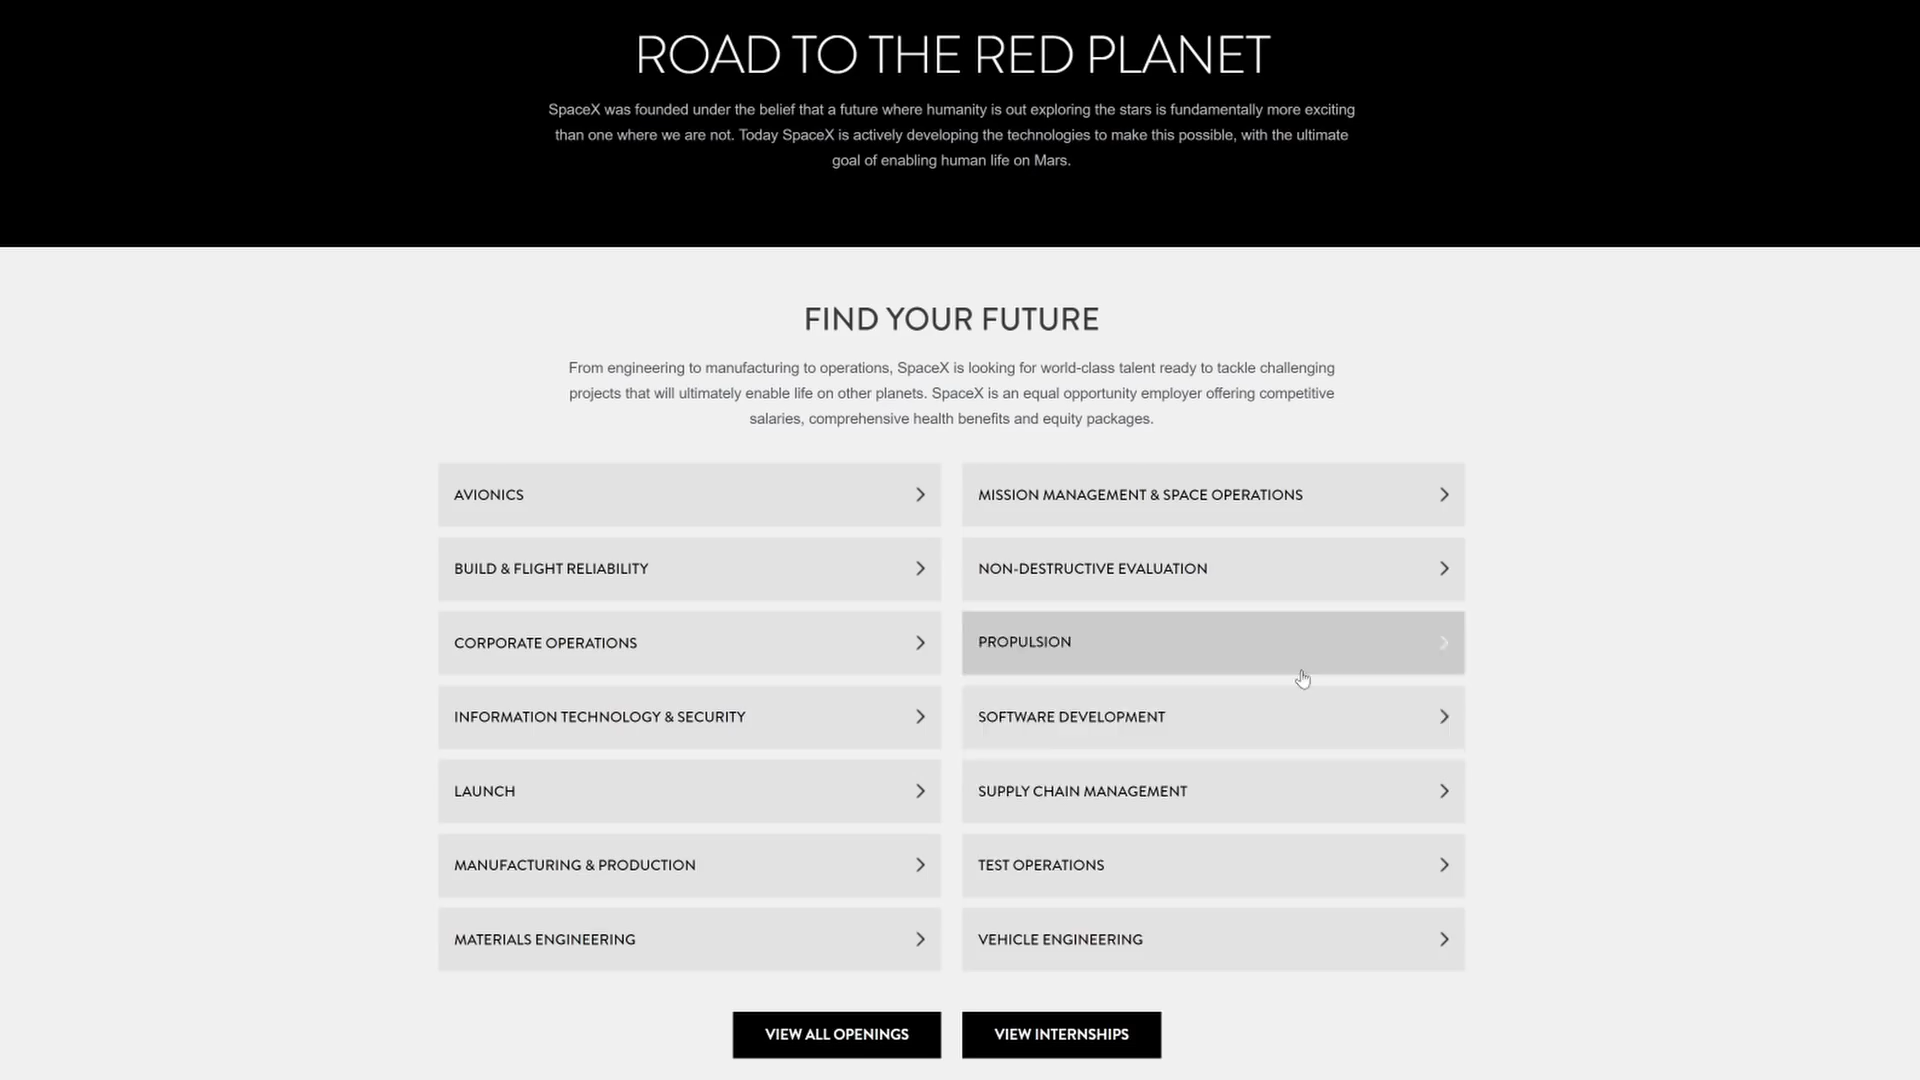 ROAD TO THE RED PLANET
SpaceX was founded under the belief that a future where humanity is out exploring the stars is fundamentally more exciting
than one where we are not. Today SpaceX is actively developing the technologies to make this possible, with the ultimate
goal of enabling human life on Mars.
FIND YOUR FUTURE
From engineering to manufacturing to operations, SpaceX is looking for world-class talent ready to tackle challenging
projects that will ultimately enable life on other planets. SpaceX is an equal opportunity employer offering competitive
salaries, comprehensive health benefits and equity packages.
AVIONICS
MISSION MANAGEMENT & SPACE OPERATIONS
BUILD & FLIGHT RELIABILITY
NON-DESTRUCTIVE EVALUATION
CORPORATE OPERATIONS
PROPULSION
INFORMATION TECHNOLOGY & SECURITY
SOFTWARE DEVELOPMENT
LAUNCH
SUPPLY CHAIN MANAGEMENT
MANUFACTURING & PRODUCTION
TEST OPERATIONS
MATERIALS ENGINEERING
VEHICLE ENGINEERING
VIEW ALL OPENINGS
VIEW INTERNSHIPS